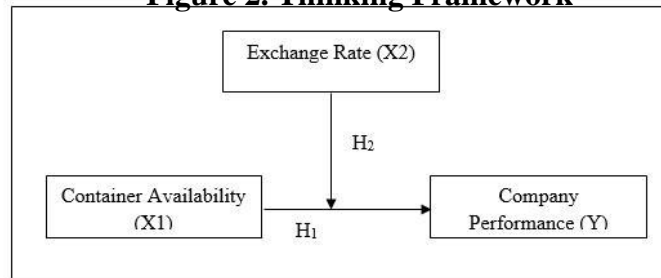 Figure 2. Thinking Framework
Exchange Rate (X2)
H2
Container Availability
(X1)
H1
Company
Performance (Y)